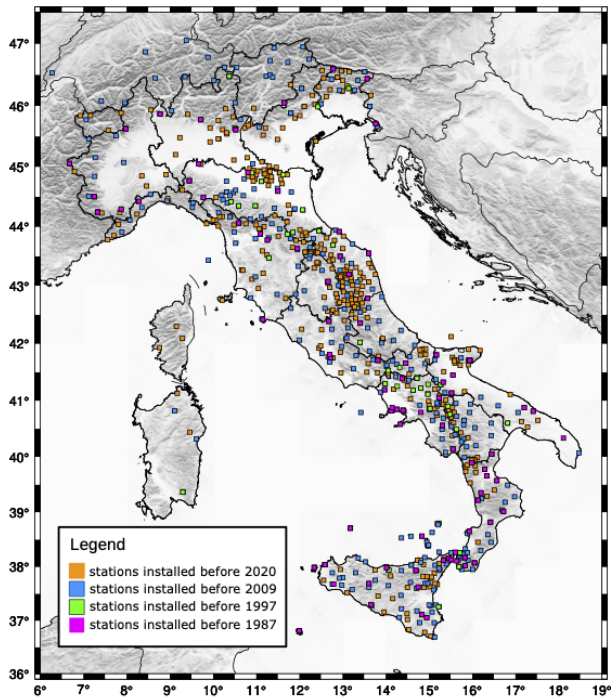 47°
46°
45°
44°
43°
42°
41°
40°
39°
38°
37°
36°
Legend
stations installed before 2020
stations installed before 2009
stations installed before 1997
stations installed before 1987
6° 7° 8° 9° 10° 11° 12° 13° 14° 15° 16° 17° 18° 19°